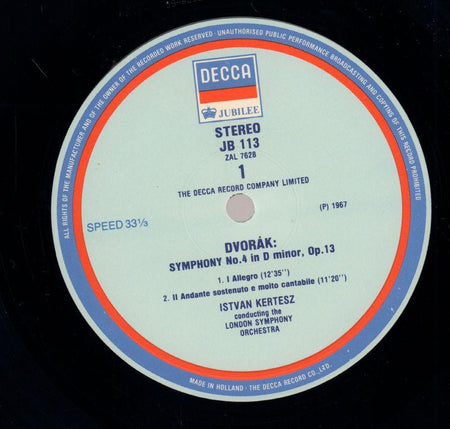 ALL RIGHTS OF THE MANUFACTURER AND OF THE OWNER OF THE RECORDED WORK RESERVED · UNAUTHORISED PUBLIC PERFORMANCE BROADCASTING AND COPYING OF THIS RECORD PROHIBITED
DECCA
JUBILEE
STEREO
JB 113
ZAL 7628
1
THE DECCA RECORD COMPANY LIMITED
SPEED 33⅓
(P) 1967
DVORÁK:
SYMPHONY No.4 in D minor, Op.13
1. I Allegro (12'35'')
2. II Andante sostenuto e molto cantabile (11'20'')
ISTVAN KERTESZ
conducting the
LONDON SYMPHONY
ORCHESTRA
MADE IN HOLLAND · THE DECCA RECORD CO., LTD.